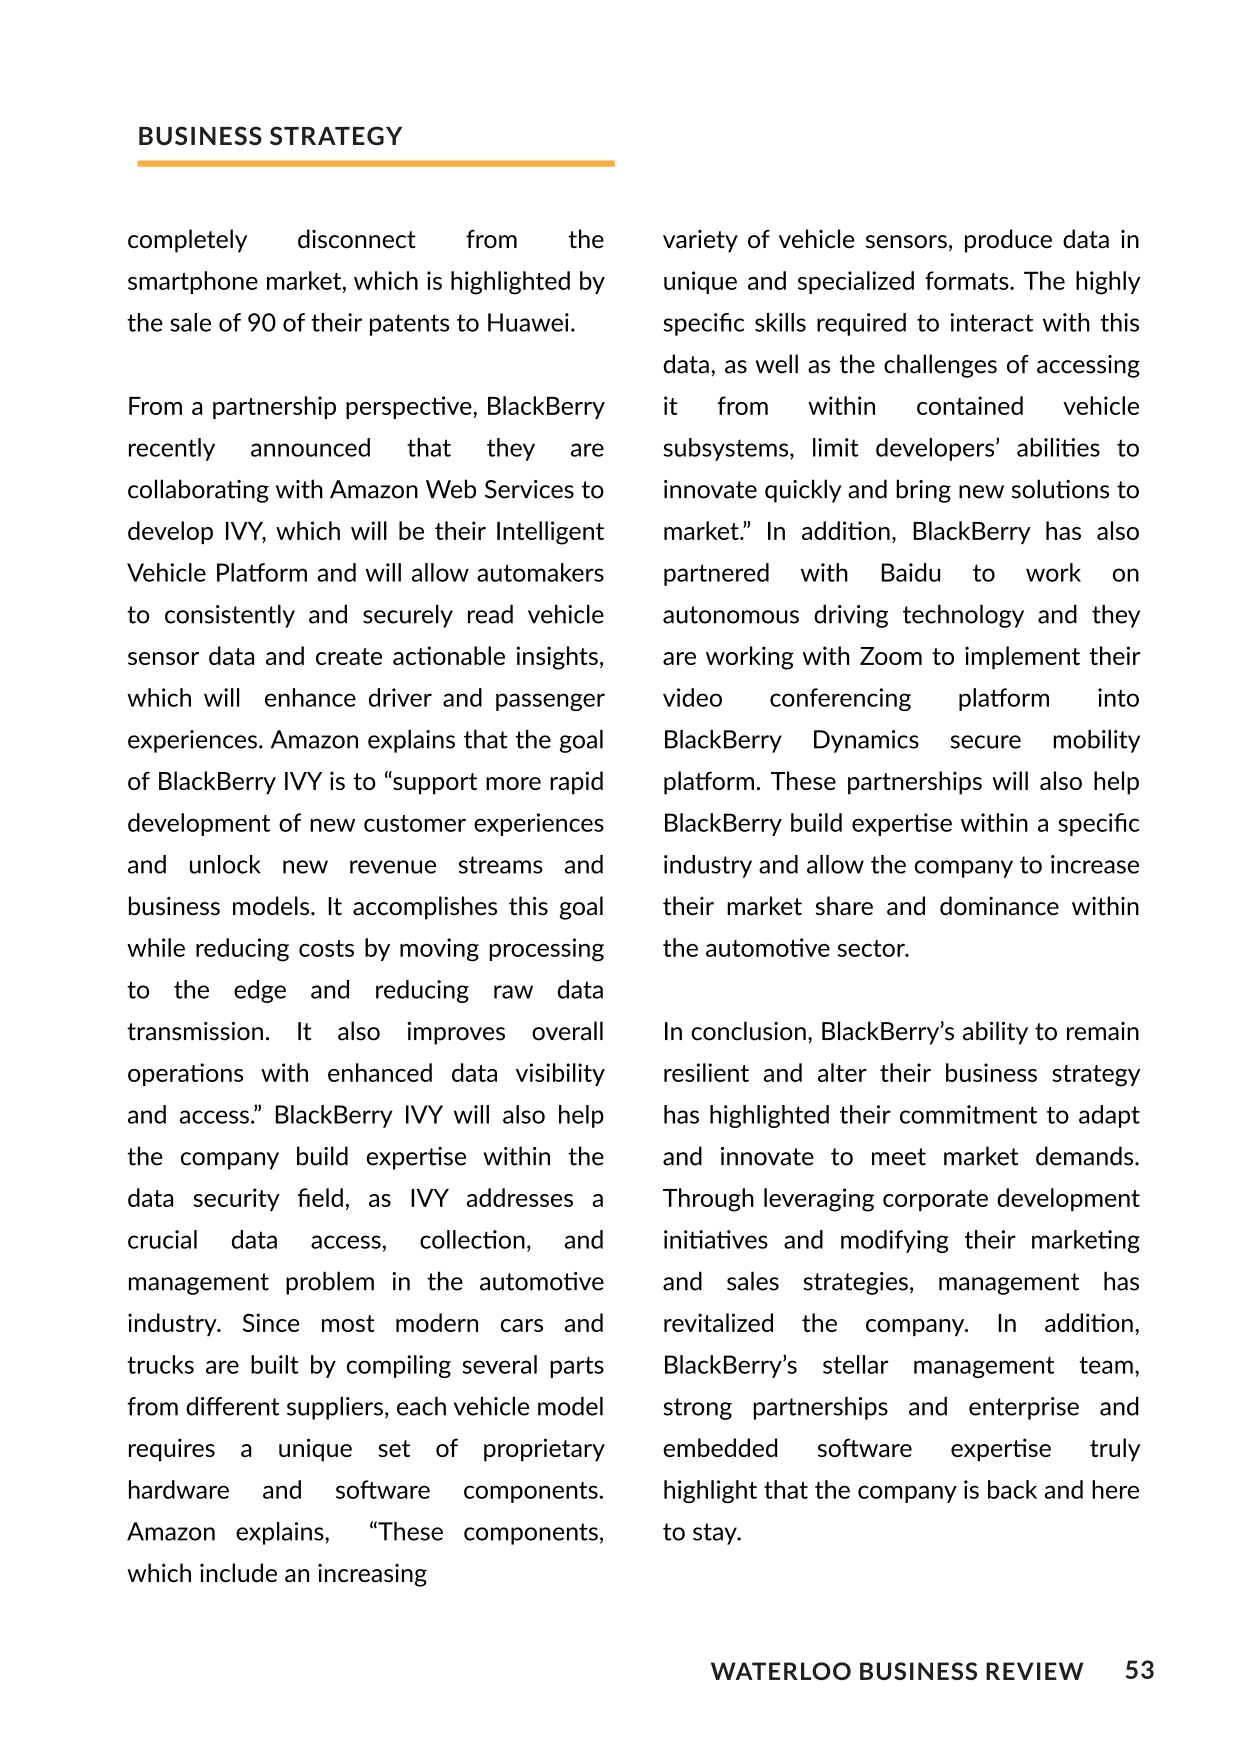 BUSINESS STRATEGY
completely disconnect from the
smartphone market, which is highlighted by
the sale of 90 of their patents to Huawei.
From a partnership perspective, BlackBerry
recently announced that they are
collaborating with Amazon Web Services to
develop IVY, which will be their Intelligent
Vehicle Platform and will allow automakers
to consistently and securely read vehicle
sensor data and create actionable insights,
which will enhance driver and passenger
experiences. Amazon explains that the goal
of BlackBerry IVY is to “support more rapid
development of new customer experiences
and unlock new revenue streams and
business models. It accomplishes this goal
while reducing costs by moving processing
to the edge and reducing raw data
transmission. It also improves overall
operations with enhanced data visibility
and access.” BlackBerry IVY will also help
the company build expertise within the
data security field, as IVY addresses a
crucial data access, collection, and
management problem in the automotive
industry. Since most modern cars and
trucks are built by compiling several parts
from different suppliers, each vehicle model
requires a unique set of proprietary
hardware and software components.
Amazon explains, “These components,
which include an increasing
variety of vehicle sensors, produce data in
unique and specialized formats. The highly
specific skills required to interact with this
data, as well as the challenges of accessing
it from within contained vehicle
subsystems, limit developers’ abilities to
innovate quickly and bring new solutions to
market.” In addition, BlackBerry has also
partnered with Baidu to work on
autonomous driving technology and they
are working with Zoom to implement their
video conferencing platform into
BlackBerry Dynamics secure mobility
platform. These partnerships will also help
BlackBerry build expertise within a specific
industry and allow the company to increase
their market share and dominance within
the automotive sector.
In conclusion, BlackBerry’s ability to remain
resilient and alter their business strategy
has highlighted their commitment to adapt
and innovate to meet market demands.
Through leveraging corporate development
initiatives and modifying their marketing
and sales strategies, management has
revitalized the company. In addition,
BlackBerry’s stellar management team,
strong partnerships and enterprise and
embedded software expertise truly
highlight that the company is back and here
to stay.
WATERLOO BUSINESS REVIEW 53